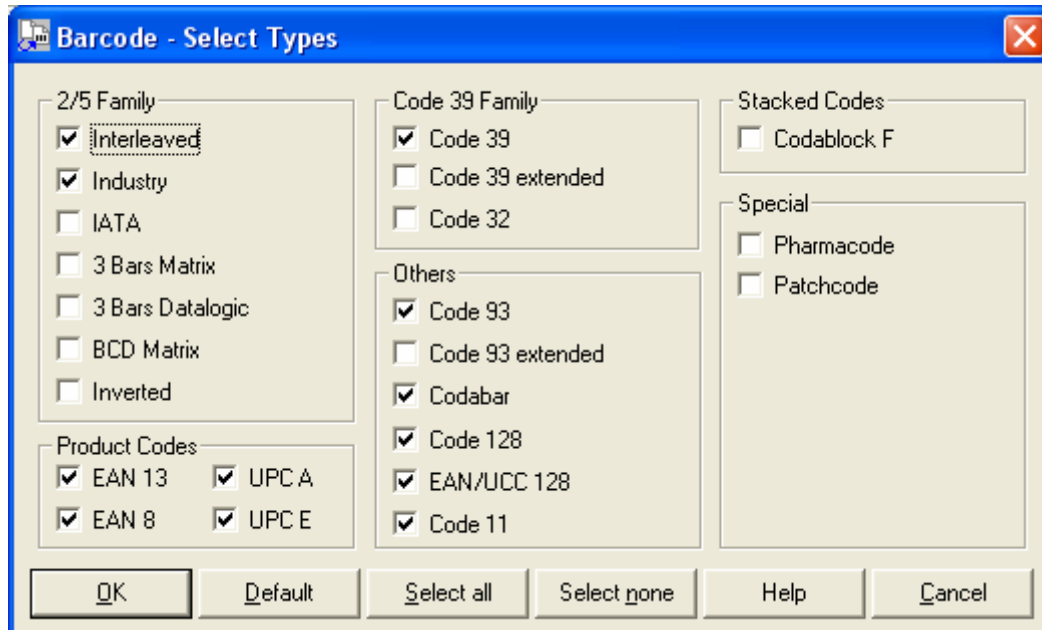 Barcode - Select Types
2/5 Family
Interleaved
Industry
IATA
3 Bars Matrix
3 Bars Datalogic
BCD Matrix
Inverted
Product Codes
EAN 13 UPC A
EAN 8 UPC E
Code 39 Family
Code 39
Code 39 extended
Code 32
Others
Code 93
Code 93 extended
Codabar
Code 128
EAN/UCC 128
Code 11
Stacked Codes
Codablock F
Special
Pharmacode
Patchcode
OK Default Select all Select none Help Cancel